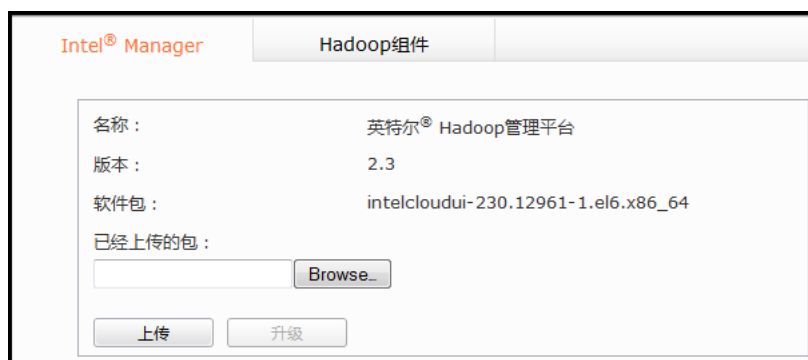 Intel® Manager Hadoop组件
名称： 英特尔® Hadoop管理平台
版本： 2.3
软件包： intelcloudui-230.12961-1.el6.x86_64
已经上传的包：
Browse...
上传 升级